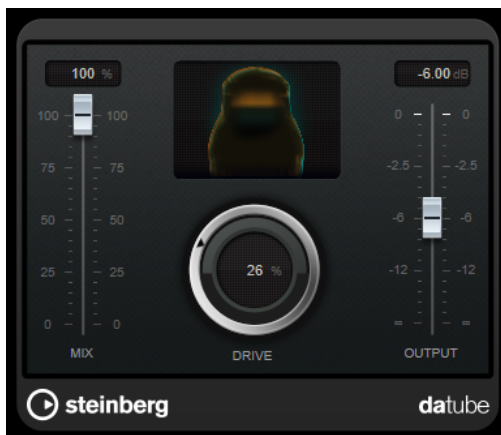 100 %
-6.00 dB
100 100
75 75
50 50
25 25
0 0
MIX
26 %
DRIVE
0 0
-2.5 -2.5
-6 -6
-12 -12
∞ ∞
OUTPUT
steinberg
datube